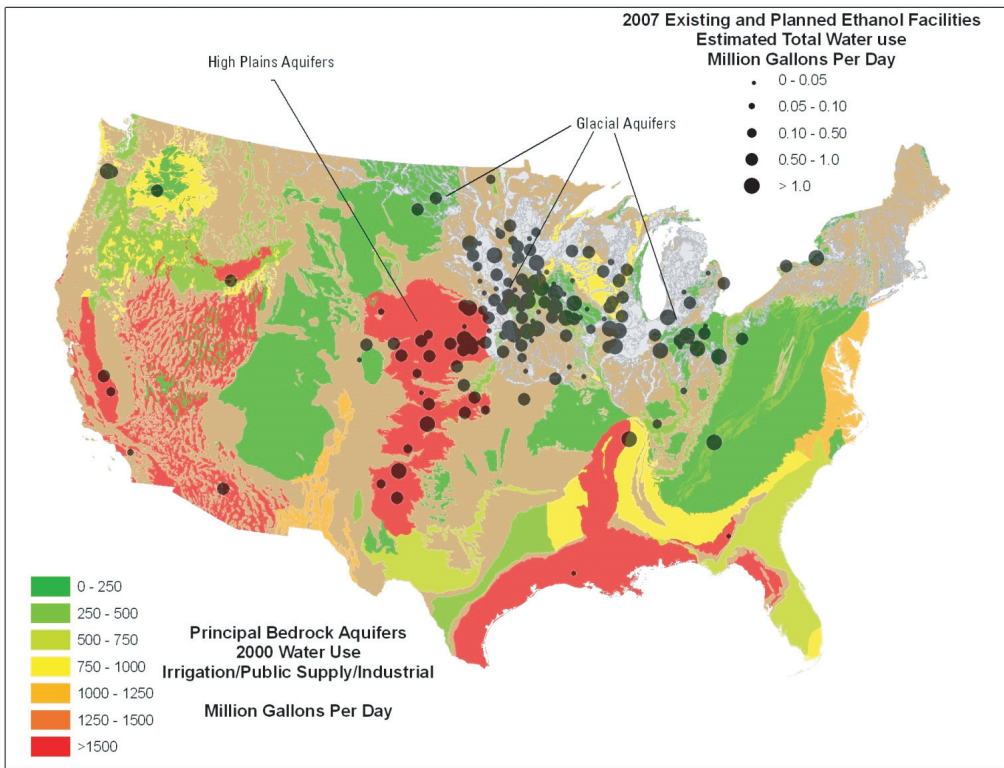 2007 Existing and Planned Ethanol Facilities
Estimated Total Water use
Million Gallons Per Day
0 - 0.05
0.05 - 0.10
0.10 - 0.50
0.50 - 1.0
> 1.0
High Plains Aquifers
Glacial Aquifers
0 - 250
250 - 500
500 - 750
750 - 1000
1000 - 1250
1250 - 1500
>1500
Principal Bedrock Aquifers
2000 Water Use
Irrigation/Public Supply/Industrial
Million Gallons Per Day